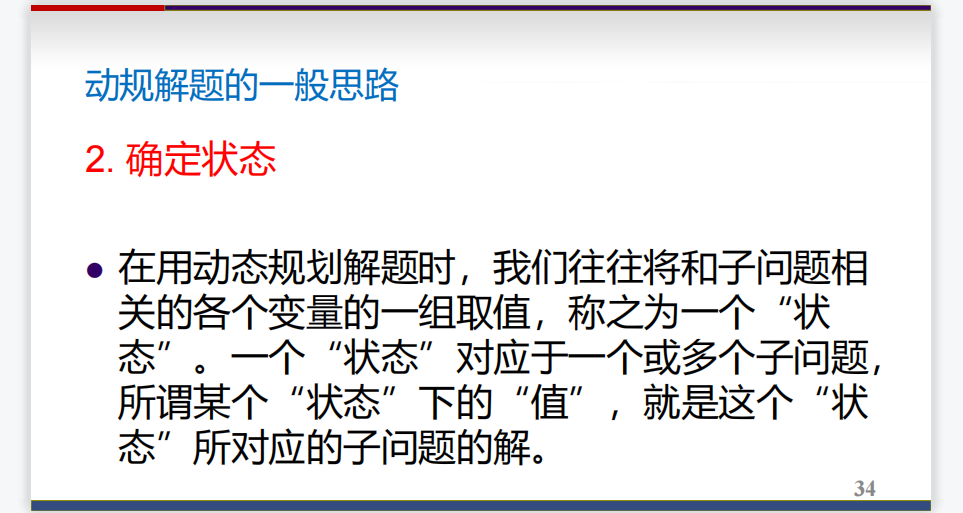 动规解题的一般思路
2. 确定状态
● 在用动态规划解题时，我们往往将和子问题相
关的各个变量的一组取值，称之为一个“状
态”。一个“状态”对应于一个或多个子问题，
所谓某个“状态”下的“值”，就是这个“状
态”所对应的子问题的解。
34